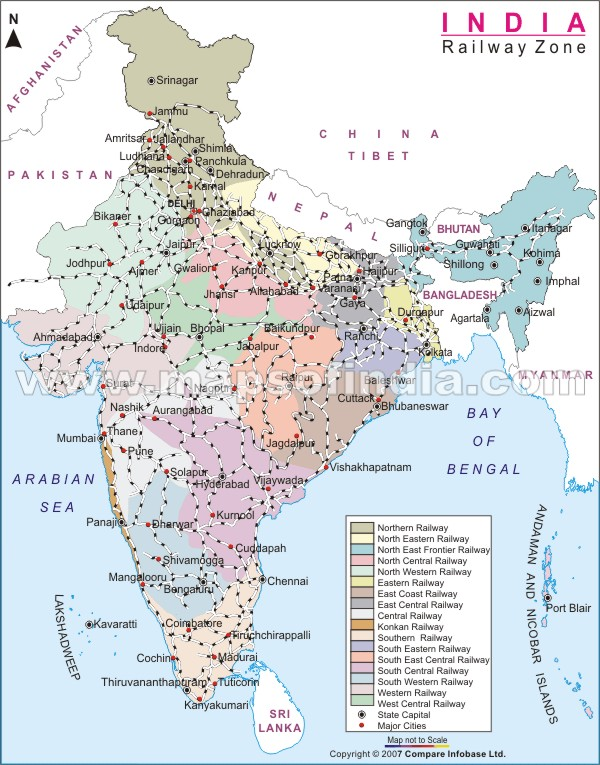 INDIA
Railway Zone
N
AFGHANISTAN
Srinagar
Jammu
CHINA
TIBET
Amritsar
Jallandhar
Shimla
Ludhiana
Panchkula
Chandigarh
Dehradun
PAKISTAN
Karnal
NEPAL
DELHI
Ghaziabad
Gurgaon
Bikaner
Gangtok
BHUTAN
Itanagar
Jaipur
Lucknow
Gorakhpur
Siliguri
Guwahati
Kohima
Jodhpur
Ajmer
Gwalior
Kanpur
Patna
Hajipur
Shillong
Imphal
Jhansi
Allahabad
Varanasi
Gaya
BANGLADESH
Udaipur
Durgapur
Agartala
Aizwal
Ahmadabad
Ujjain
Bhopal
Baikundpur
Ranchi
Indore
Jabalpur
Kolkata
www.mapsofindia.com
MYANMAR
Surat
Nagpur
Raipur
Baleshwar
Nashik
Aurangabad
Cuttack
Bhubaneswar
Mumbai
Thane
Jagdalpur
BAY
OF
BENGAL
Pune
Solapur
Hyderabad
Vijaywada
Vishakhapatnam
ARABIAN
SEA
Panaji
Dharwar
Kurnool
Cuddapah
Shivamogga
Mangalooru
Bengaluru
Chennai
ANDAMAN AND NICOBAR ISLANDS
Port Blair
LAKSHADWEEP
Kavaratti
Coimbatore
Tiruchchirappalli
Cochin
Madurai
Thiruvananthapuram
Tuticorin
Kanyakumari
SRI
LANKA
Northern Railway
North Eastern Railway
North East Frontier Railway
North Central Railway
North Western Railway
Eastern Railway
East Coast Railway
East Central Railway
Central Railway
Konkan Railway
Southern Railway
South Eastern Railway
South East Central Railway
South Central Railway
South Western Railway
Western Railway
West Central Railway
State Capital
Major Cities
Map not to Scale
Copyright © 2007 Compare Infobase Ltd.